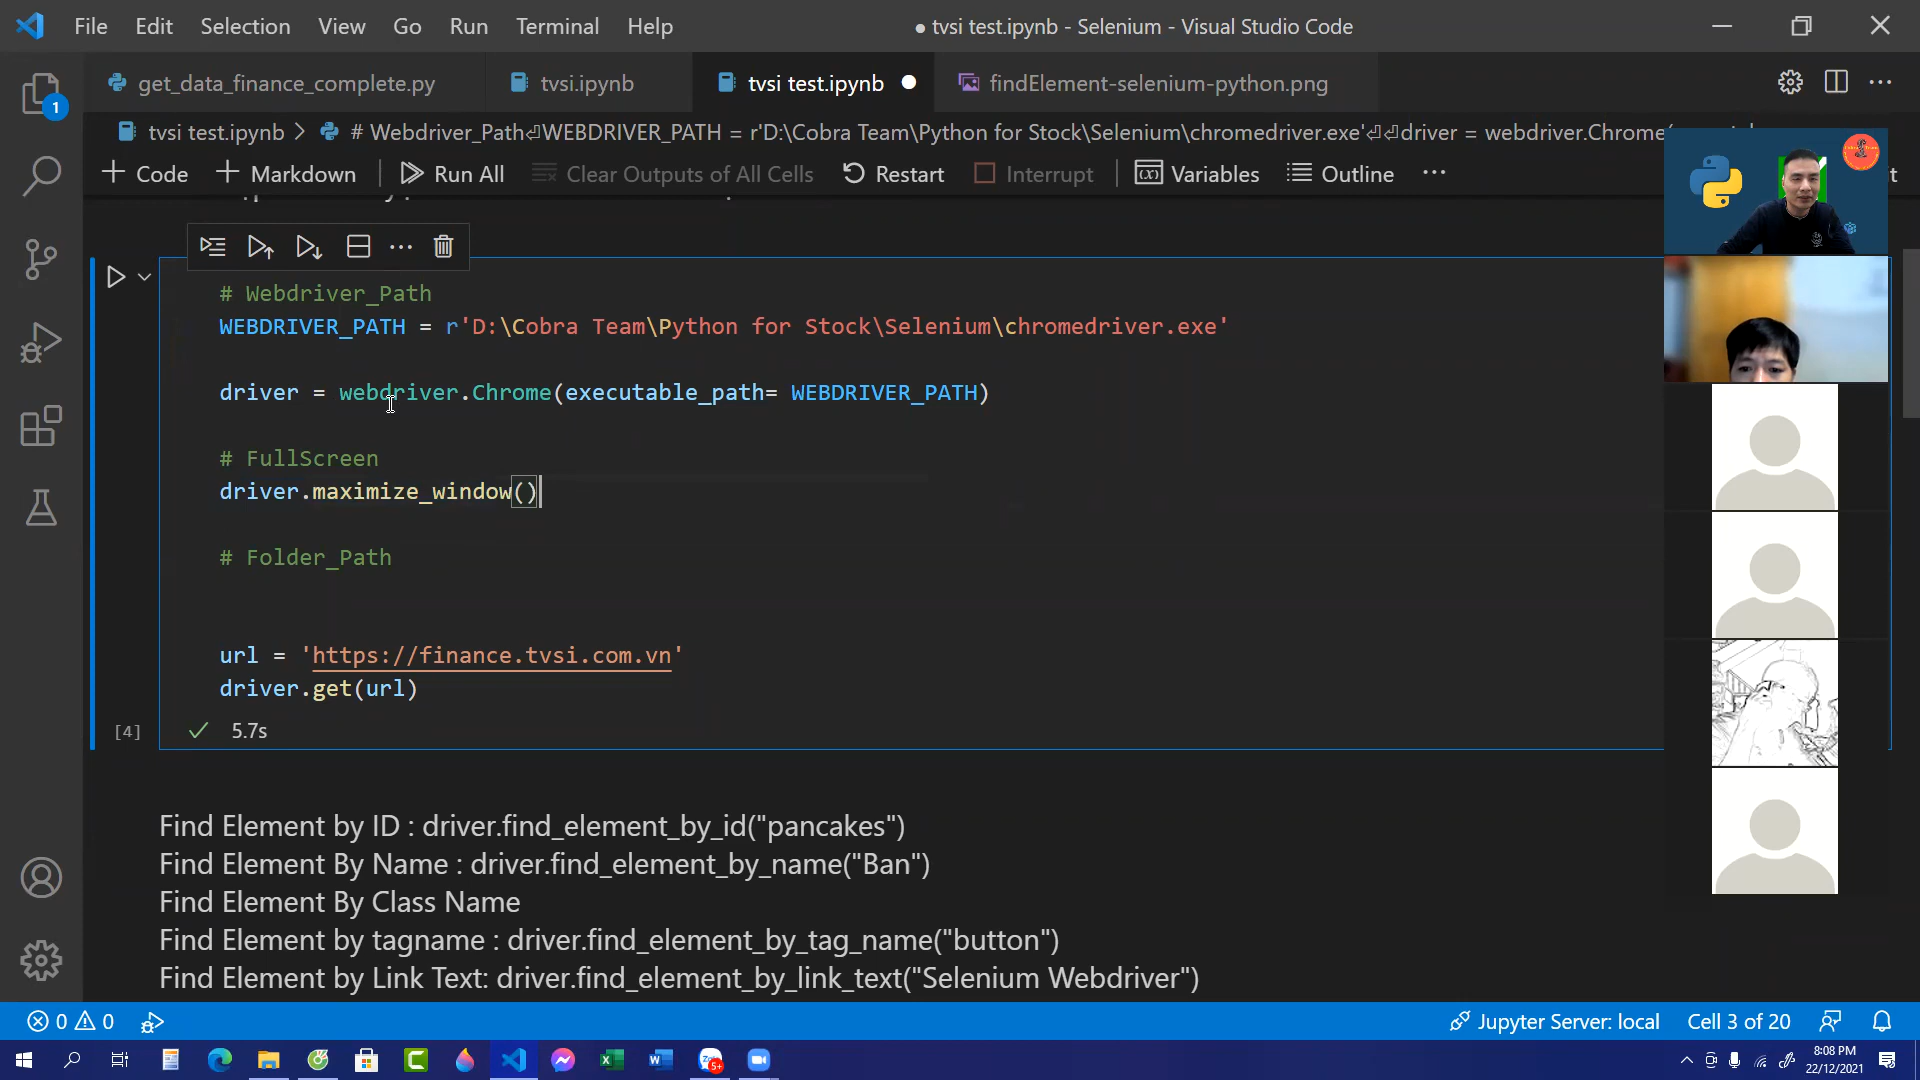 File Edit Selection View Go Run Terminal Help
● tvsi test.ipynb - Selenium - Visual Studio Code
get_data_finance_complete.py
tvsi.ipynb
tvsi test.ipynb
findElement-selenium-python.png
1
tvsi test.ipynb > # Webdriver_Path⏎WEBDRIVER_PATH = r'D:\Cobra Team\Python for Stock\Selenium\chromedriver.exe'⏎⏎driver = webdriver.Chrome(
+ Code + Markdown Run All Clear Outputs of All Cells Restart Interrupt Variables Outline ···
# Webdriver_Path
WEBDRIVER_PATH = r'D:\Cobra Team\Python for Stock\Selenium\chromedriver.exe'
driver = webdriver.Chrome(executable_path= WEBDRIVER_PATH)
# FullScreen
driver.maximize_window()
# Folder_Path
url = 'https://finance.tvsi.com.vn'
driver.get(url)
[4] 5.7s
Find Element by ID : driver.find_element_by_id("pancakes")
Find Element By Name : driver.find_element_by_name("Ban")
Find Element By Class Name
Find Element by tagname : driver.find_element_by_tag_name("button")
Find Element by Link Text: driver.find_element_by_link_text("Selenium Webdriver")
0 0
Jupyter Server: local Cell 3 of 20
5+
8:08 PM
22/12/2021